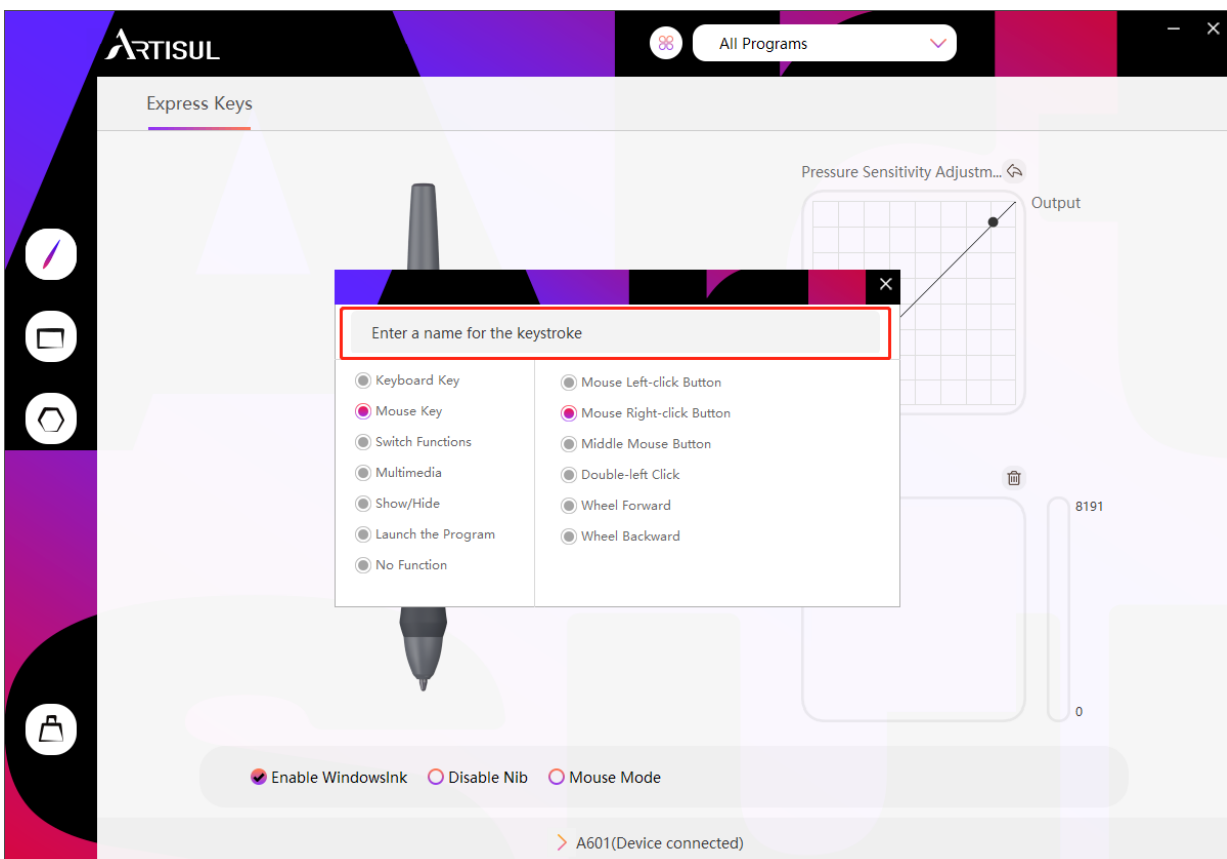 ARTISUL
All Programs
Express Keys
Pressure Sensitivity Adjustm...
Output
Enter a name for the keystroke
Keyboard Key
Mouse Key
Switch Functions
Multimedia
Show/Hide
Launch the Program
No Function
Mouse Left-click Button
Mouse Right-click Button
Middle Mouse Button
Double-left Click
Wheel Forward
Wheel Backward
8191
0
Enable WindowsInk
Disable Nib
Mouse Mode
A601(Device connected)